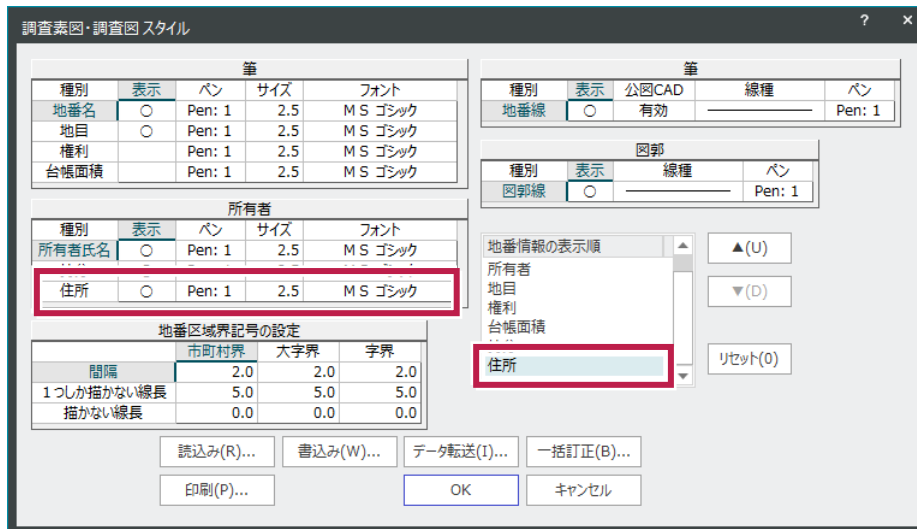 調査素図・調査図 スタイル ? ×
筆
種別 表示 ペン サイズ フォント
地番名 ○ Pen: 1 2.5 ＭＳ ゴシック
地目 ○ Pen: 1 2.5 ＭＳ ゴシック
権利 Pen: 1 2.5 ＭＳ ゴシック
台帳面積 Pen: 1 2.5 ＭＳ ゴシック
筆
種別 表示 公図CAD 線種 ペン
地番線 ○ 有効 Pen: 1
図郭
種別 表示 線種 ペン
図郭線 ○ Pen: 1
所有者
種別 表示 ペン サイズ フォント
所有者氏名 ○ Pen: 1 2.5 ＭＳ ゴシック
住所 ○ Pen: 1 2.5 ＭＳ ゴシック
地番情報の表示順
所有者
地目
権利
台帳面積
住所
▲(U)
▼(D)
リセット(0)
地番区域界記号の設定
市町村界 大字界 字界
間隔 2.0 2.0 2.0
１つしか描かない線長 5.0 5.0 5.0
描かない線長 0.0 0.0 0.0
読込み(R)... 書込み(W)... データ転送(I)... 一括訂正(B)...
印刷(P)... OK キャンセル